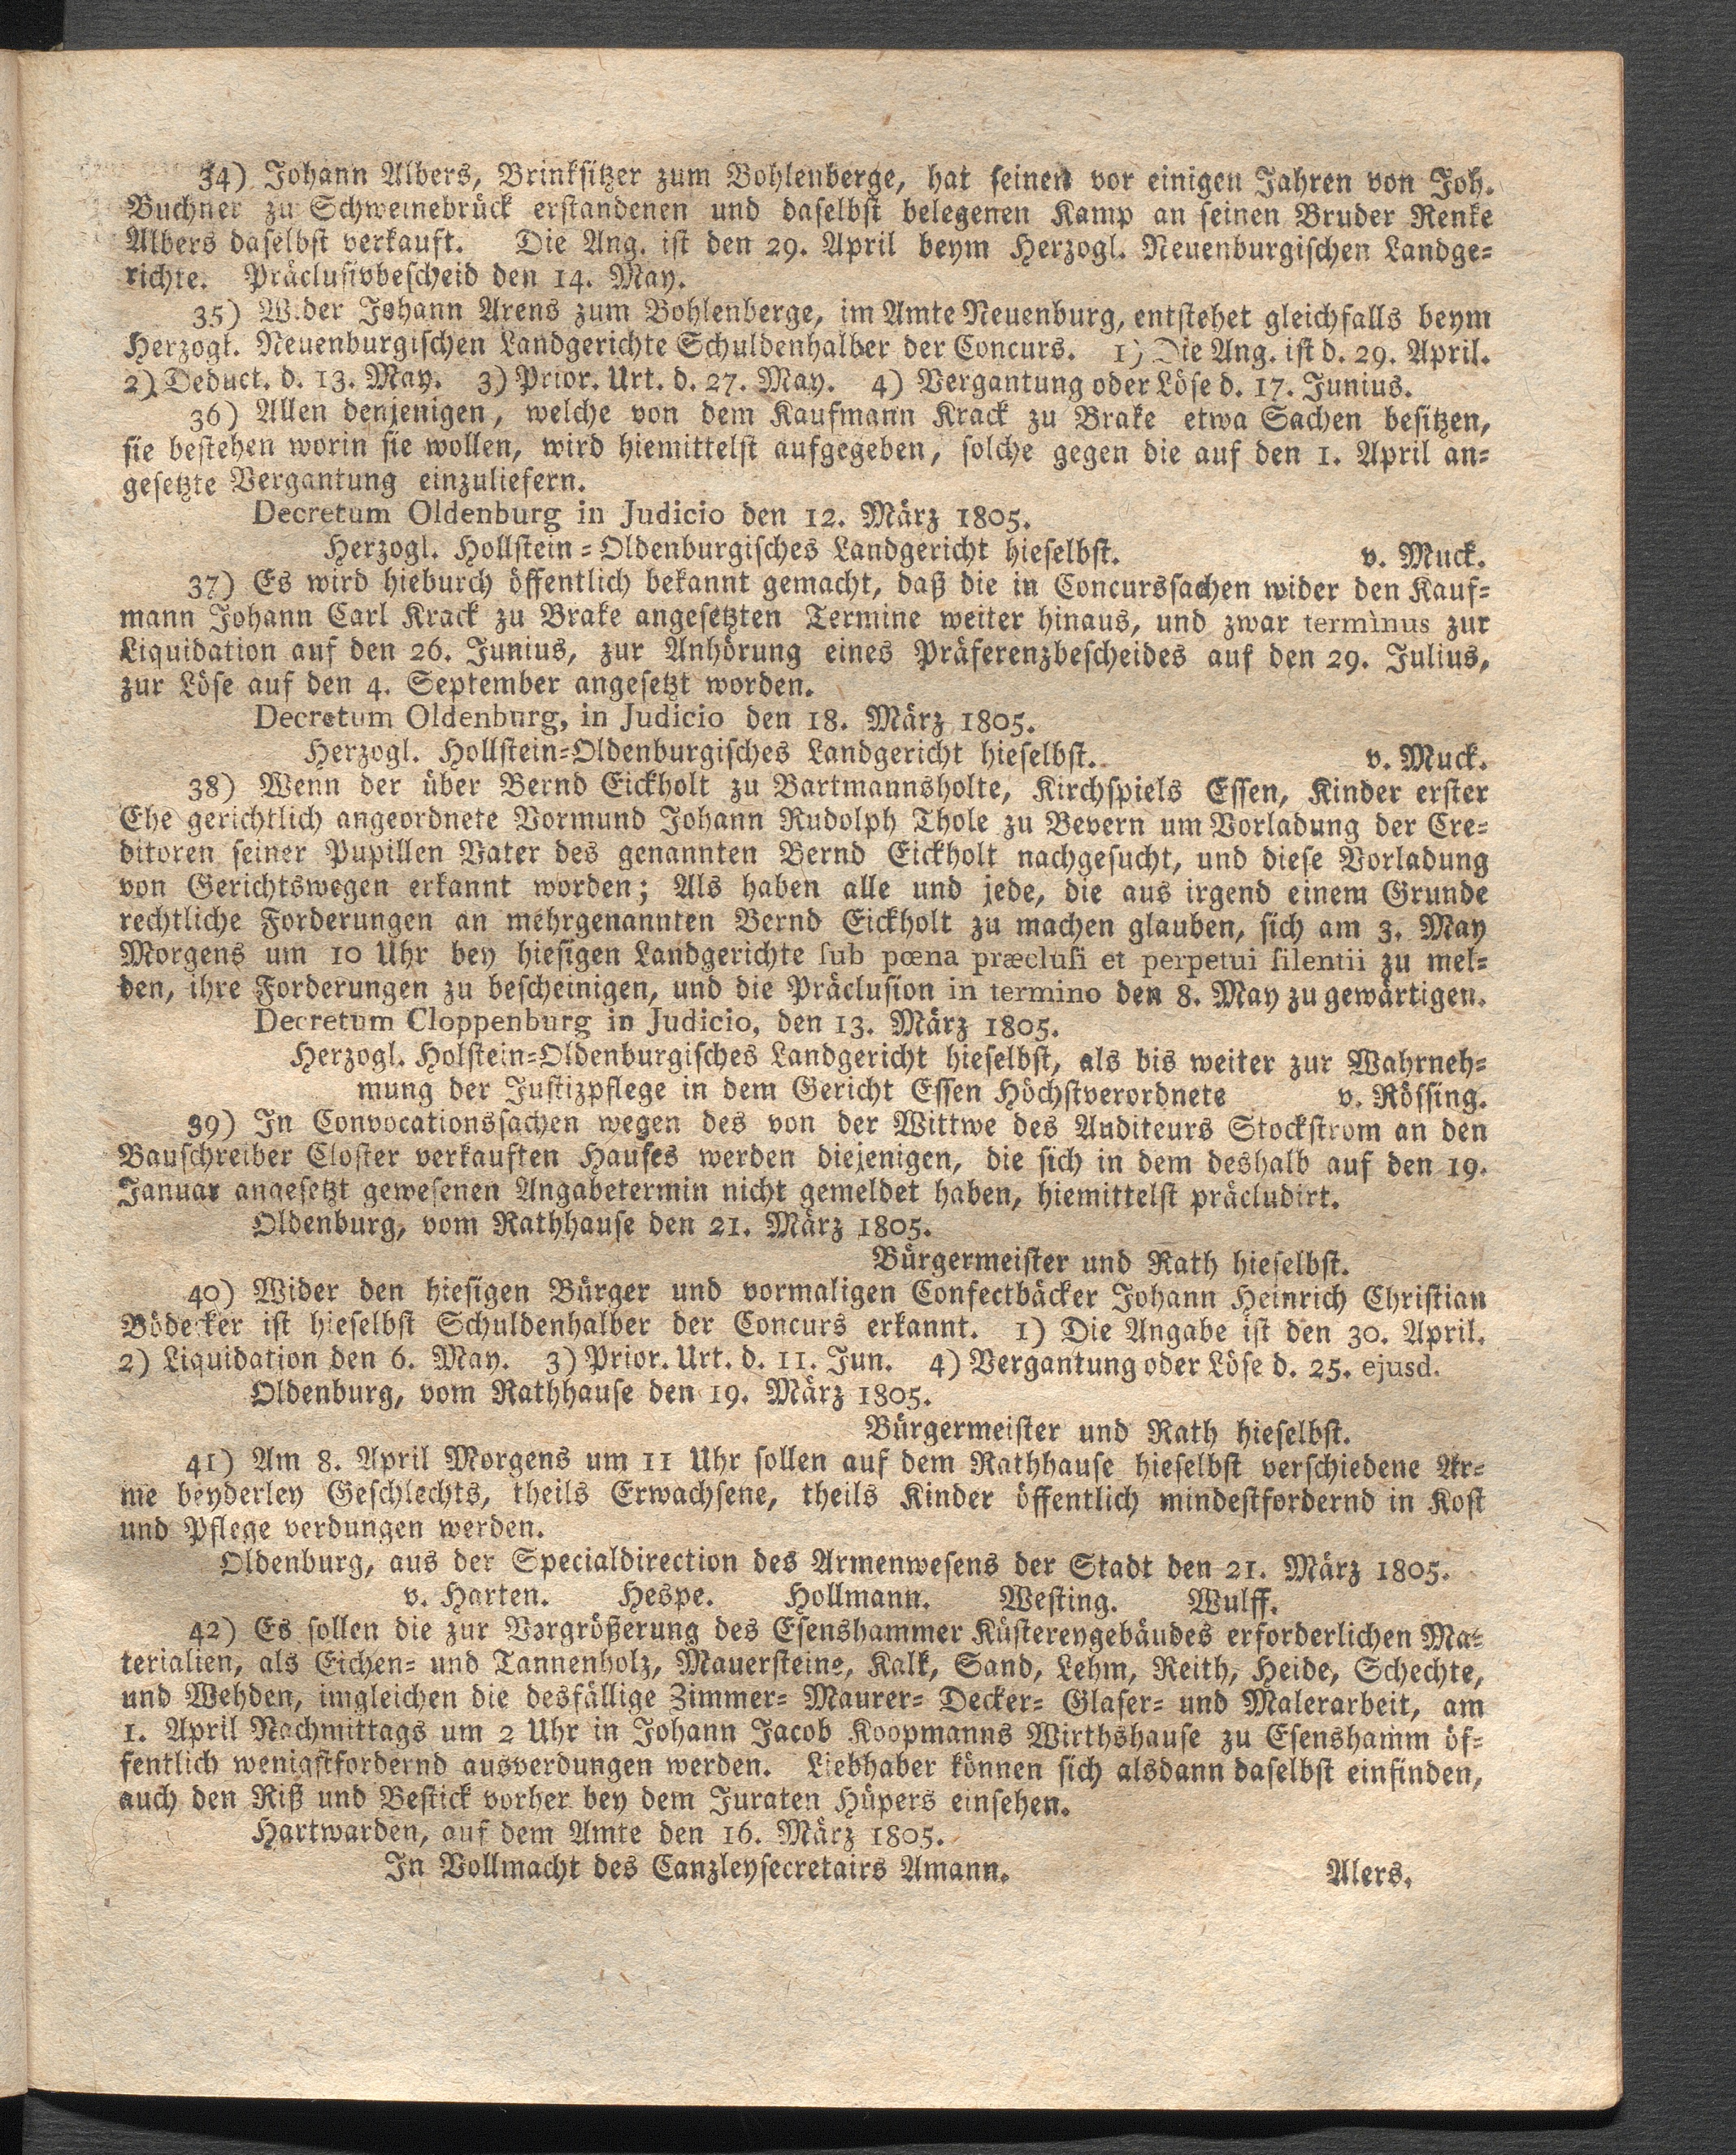 34) Johann Albers, Brinksitzer zum Bohlenberge, hat seinen vor einigen Jahren von Joh.
Buchner zu Schweinebrück erstandenen und daselbst belegenen Kamp an seinen Bruder Renke
Albers daselbst verkauft. Die Ang. ist den 29. April beym Herzogl. Neuenburgischen Landge=
richte. Präclusivbescheid den 14. May.
35) Wider Johann Arens zum Bohlenberge, im Amte Neuenburg, entstehet gleichfalls beym
Herzogl. Neuenburgischen Landgerichte Schuldenhalber der Concurs. 1) Die Ang. ist d. 29. April.
2) Deduct. d. 13. May. 3) Prior. Urt. d. 27. May. 4) Vergantung oder Löse d. 17. Junius.
36) Allen denjenigen, welche von dem Kaufmann Krack zu Brake etwa Sachen besitzen,
sie bestehen worin sie wollen, wird hiemittelst aufgegeben, solche gegen die auf den 1. April an=
gesetzte Vergantung einzuliefern.
Decretum Oldenburg in Judicio den 12. März 1805.
Herzogl. Hollstein=Oldenburgisches Landgericht hieselbst. v. Muck.
37) Es wird hieburch öffentlich bekannt gemacht, daß die in Concurssachen wider den Kauf=
mann Johann Carl Krack zu Brake angesetzten Termine weiter hinaus, und zwar terminus zur
Liquidation auf den 26. Junius, zur Anhörung eines Präferenzbescheides auf den 29. Julius,
zur Löse auf den 4. September angesetzt worden.
Decretum Oldenburg, in Judicio den 18. März 1805.
Herzogl. Hollstein=Oldenburgisches Landgericht hieselbst. v. Muck.
38) Wenn der über Bernd Eickholt zu Bartmannsholte, Kirchspiels Essen, Kinder erster
Ehe gerichtlich angeordnete Vormund Johann Rudolph Thole zu Bevern um Vorladung der Cre=
ditoren seiner Pupillen Vater des genannten Bernd Eickholt nachgesucht, und diese Vorladung
von Gerichtswegen erkannt worden; Als haben alle und jede, die aus irgend einem Grunde
rechtliche Forderungen an mehrgenannten Bernd Eickholt zu machen glauben, sich am 3. May
Morgens um 10 Uhr bey hiesigen Landgerichte sub pœna præclusi et perpetui silentii zu mel=
den, ihre Forderungen zu bescheinigen, und die Präclusion in termino den 8. May zu gewärtigen.
Decretum Cloppenburg in Judicio, den 13. März 1805.
Herzogl. Holstein=Oldenburgisches Landgericht hieselbst, als bis weiter zur Wahrneh=
mung der Justizpflege in dem Gericht Essen Höchstverordnete v. Rössing.
39) In Convocationssachen wegen des von der Wittwe des Auditeurs Stockstrom an den
Bauschreiber Closter verkauften Hauses werden diejenigen, die sich in dem deshalb auf den 19.
Januar angesetzt gewesenen Angabetermin nicht gemeldet haben, hiemittelst präcludirt.
Oldenburg, vom Rathhause den 21. März 1805.
Bürgermeister und Rath hieselbst.
40) Wider den hiesigen Bürger und vormaligen Confectbäcker Johann Heinrich Christian
Bödecker ist hieselbst Schuldenhalber der Concurs erkannt. 1) Die Angabe ist den 30. April.
2) Liquidation den 6. May. 3) Prior. Urt. d. 11. Jun. 4) Vergantung oder Löse d. 25. ejusd.
Oldenburg, vom Rathhause den 19. März 1805.
Bürgermeister und Rath hieselbst.
41) Am 8. April Morgens um 11 Uhr sollen auf dem Rathhause hieselbst verschiedene Ar=
me beyderley Geschlechts, theils Erwachsene, theils Kinder öffentlich mindestfordernd in Kost
und Pflege verdungen werden.
Oldenburg, aus der Specialdirection des Armenwesens der Stadt den 21. März 1805.
v. Harten. Hespe. Hollmann. Westing. Wulff.
42) Es sollen die zur Vergrößerung des Esenshammer Küstereygebäudes erforderlichen Ma=
terialien, als Eichen= und Tannenholz, Mauersteine, Kalk, Sand, Lehm, Reith, Heide, Schechte,
und Wehden, imgleichen die desfällige Zimmer= Maurer= Decker= Glaser= und Malerarbeit, am
1. April Nachmittags um 2 Uhr in Johann Jacob Koopmanns Wirthshause zu Esenshamm öf=
fentlich wenigstfordernd ausverdungen werden. Liebhaber können sich alsdann daselbst einfinden,
auch den Riß und Bestick vorher bey dem Juraten Hüpers einsehen.
Hartwarden, auf dem Amte den 16. März 1805.
In Vollmacht des Canzleysecretairs Amann. Alers.